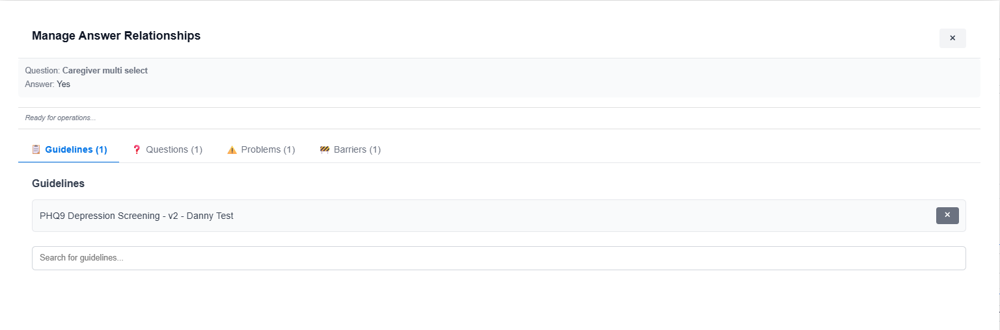 Manage Answer Relationships
×
Question: Caregiver multi select
Answer: Yes
Ready for operations...
Guidelines (1) Questions (1) Problems (1) Barriers (1)
Guidelines
PHQ9 Depression Screening - v2 - Danny Test
×
Search for guidelines...